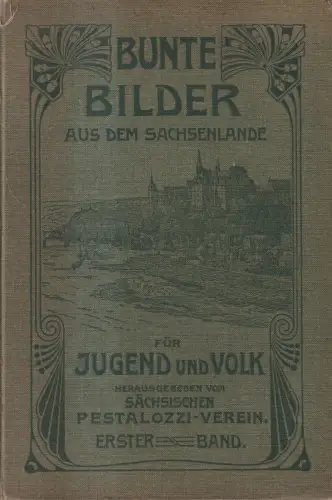 BUNTE
BILDER
AUS DEM SACHSENLANDE
FÜR
JUGEND UND VOLK
HERAUSGEGEBEN VOM
SÄCHSISCHEN
PESTALOZZI-VEREIN.
ERSTER BAND.